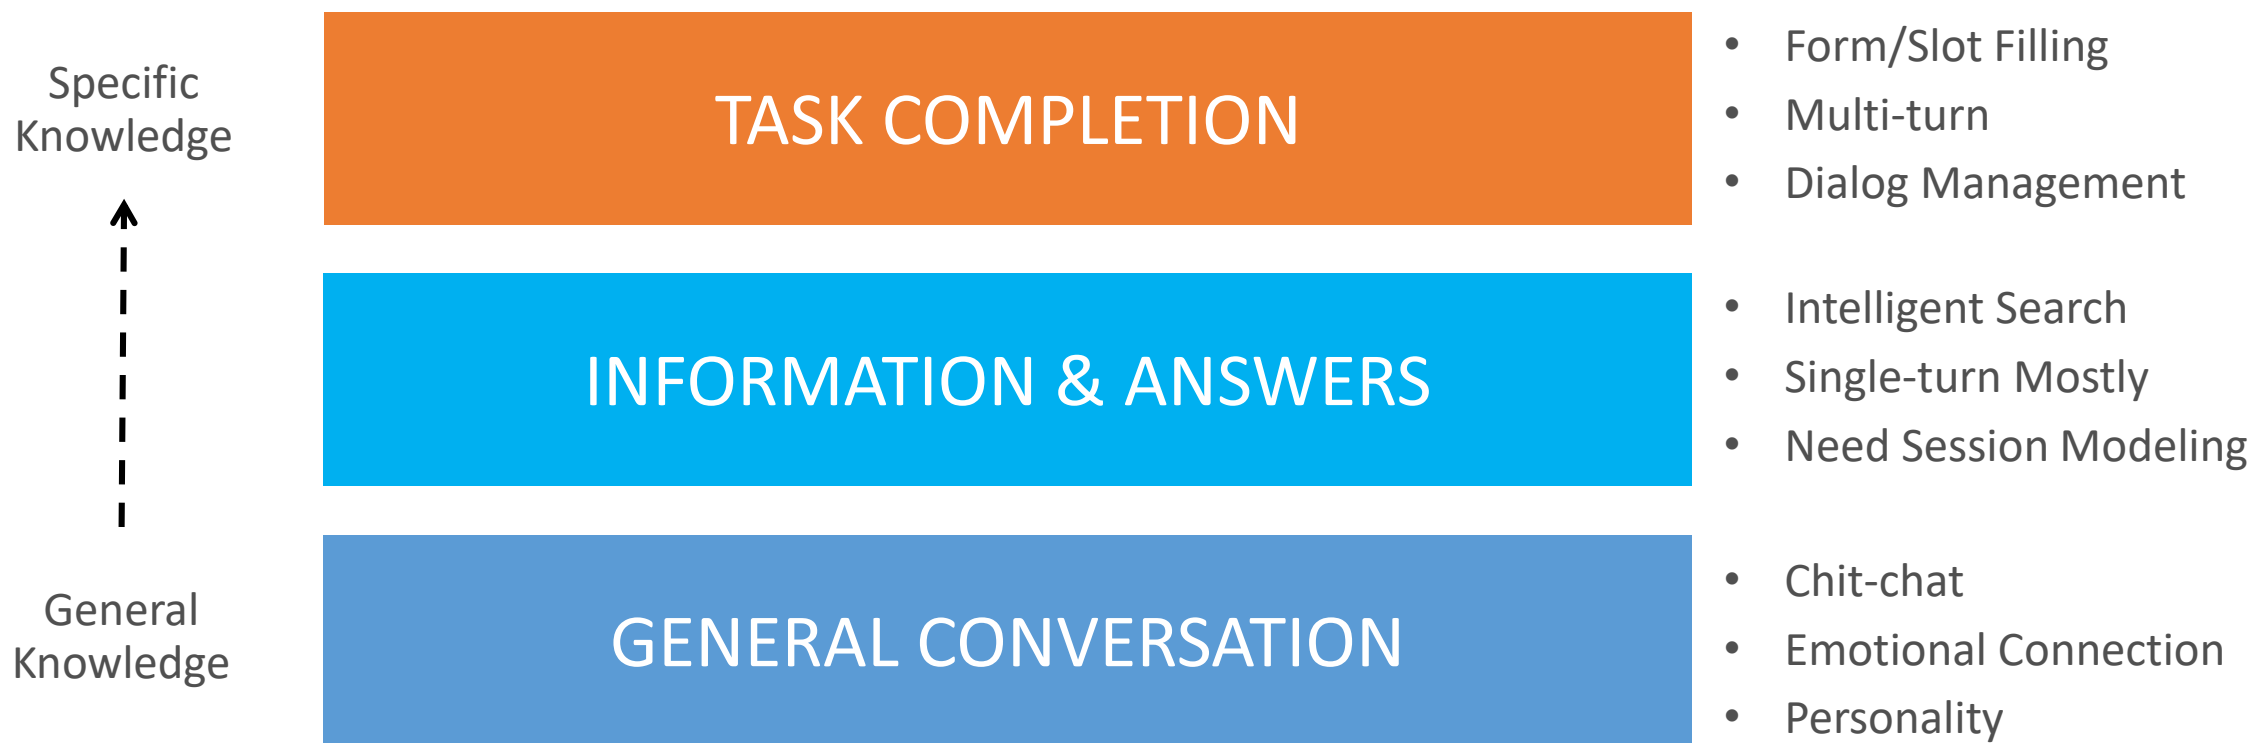 Specific
Knowledge
TASK COMPLETION
• Form/Slot Filling
• Multi-turn
• Dialog Management
INFORMATION & ANSWERS
• Intelligent Search
• Single-turn Mostly
• Need Session Modeling
General
Knowledge
GENERAL CONVERSATION
• Chit-chat
• Emotional Connection
• Personality